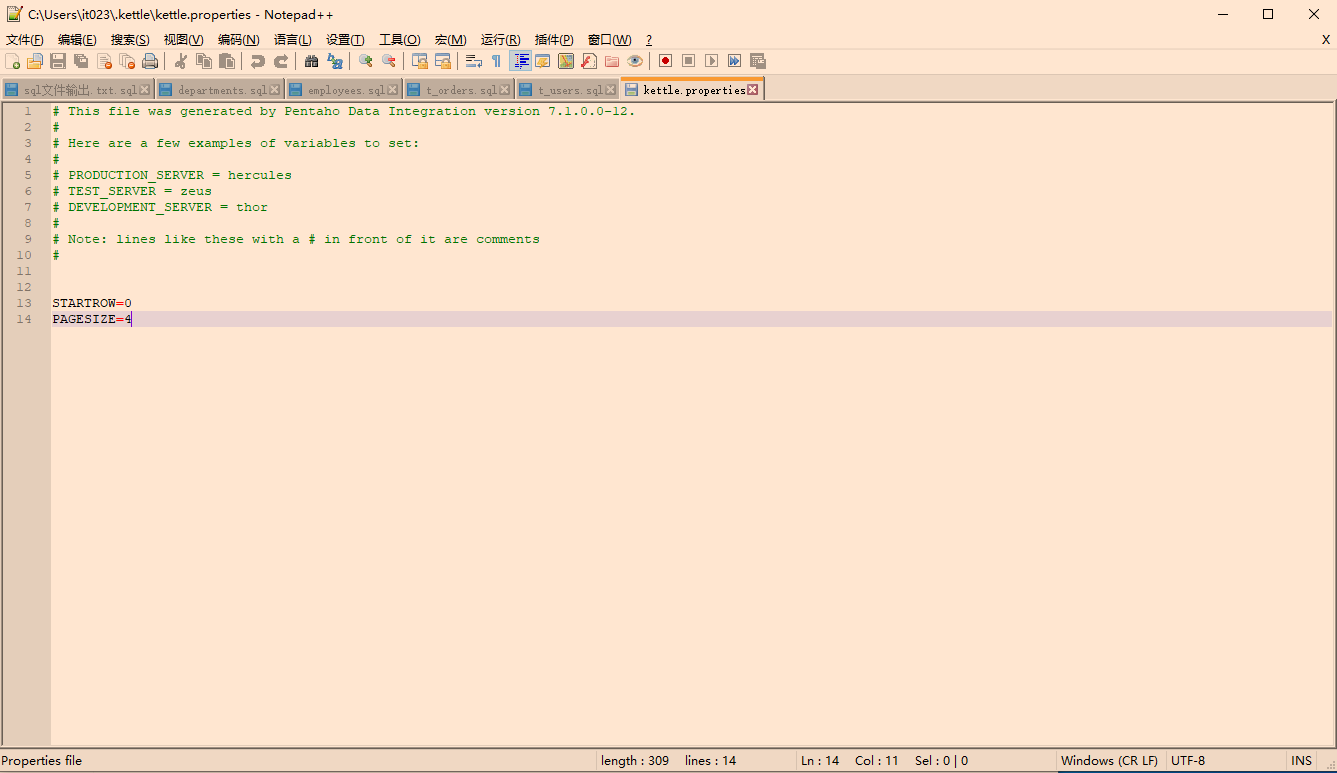 C:\Users\it023\.kettle\kettle.properties - Notepad++
文件(F) 编辑(E) 搜索(S) 视图(V) 编码(N) 语言(L) 设置(T) 工具(O) 宏(M) 运行(R) 插件(P) 窗口(W) ? X
sql文件输出.txt.sql departments.sql employees.sql t_orders.sql t_users.sql kettle.properties
1 # This file was generated by Pentaho Data Integration version 7.1.0.0-12.
2 #
3 # Here are a few examples of variables to set:
4 #
5 # PRODUCTION_SERVER = hercules
6 # TEST_SERVER = zeus
7 # DEVELOPMENT_SERVER = thor
8 #
9 # Note: lines like these with a # in front of it are comments
10 #
11
12
13 STARTROW=0
14 PAGESIZE=4
Properties file length : 309 lines : 14 Ln : 14 Col : 11 Sel : 0 | 0 Windows (CR LF) UTF-8 INS